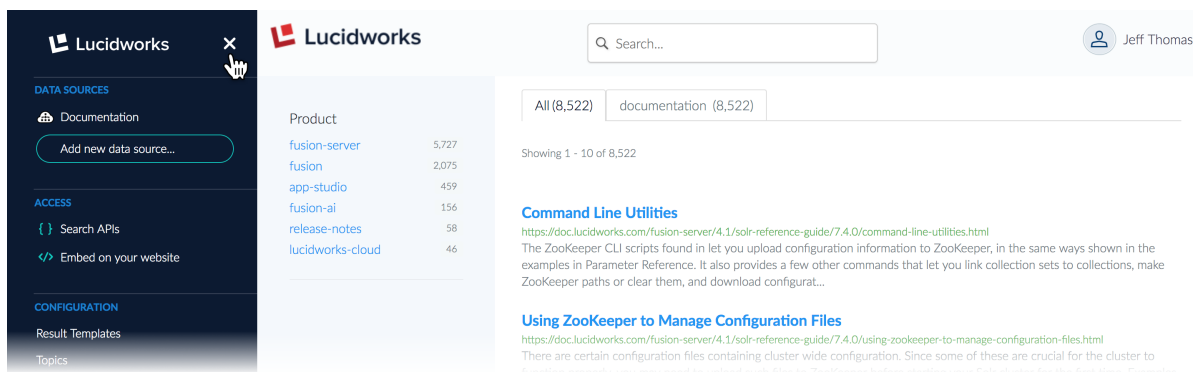 Lucidworks
DATA SOURCES
Documentation
Add new data source...
ACCESS
{ } Search APIs
</> Embed on your website
CONFIGURATION
Result Templates
Topics
Lucidworks
Search...
Jeff Thomas
Product
fusion-server 5,727
fusion 2,075
app-studio 459
fusion-ai 156
release-notes 58
lucidworks-cloud 46
All (8,522) documentation (8,522)
Showing 1 - 10 of 8,522
Command Line Utilities
https://doc.lucidworks.com/fusion-server/4.1/solr-reference-guide/7.4.0/command-line-utilities.html
The ZooKeeper CLI scripts found in let you upload configuration information to ZooKeeper, in the same ways shown in the
examples in Parameter Reference. It also provides a few other commands that let you link collection sets to collections, make
ZooKeeper paths or clear them, and download configurat...
Using ZooKeeper to Manage Configuration Files
https://doc.lucidworks.com/fusion-server/4.1/solr-reference-guide/7.4.0/using-zookeeper-to-manage-configuration-files.html
There are certain configuration files containing cluster wide configuration. Since some of these are crucial for the cluster to